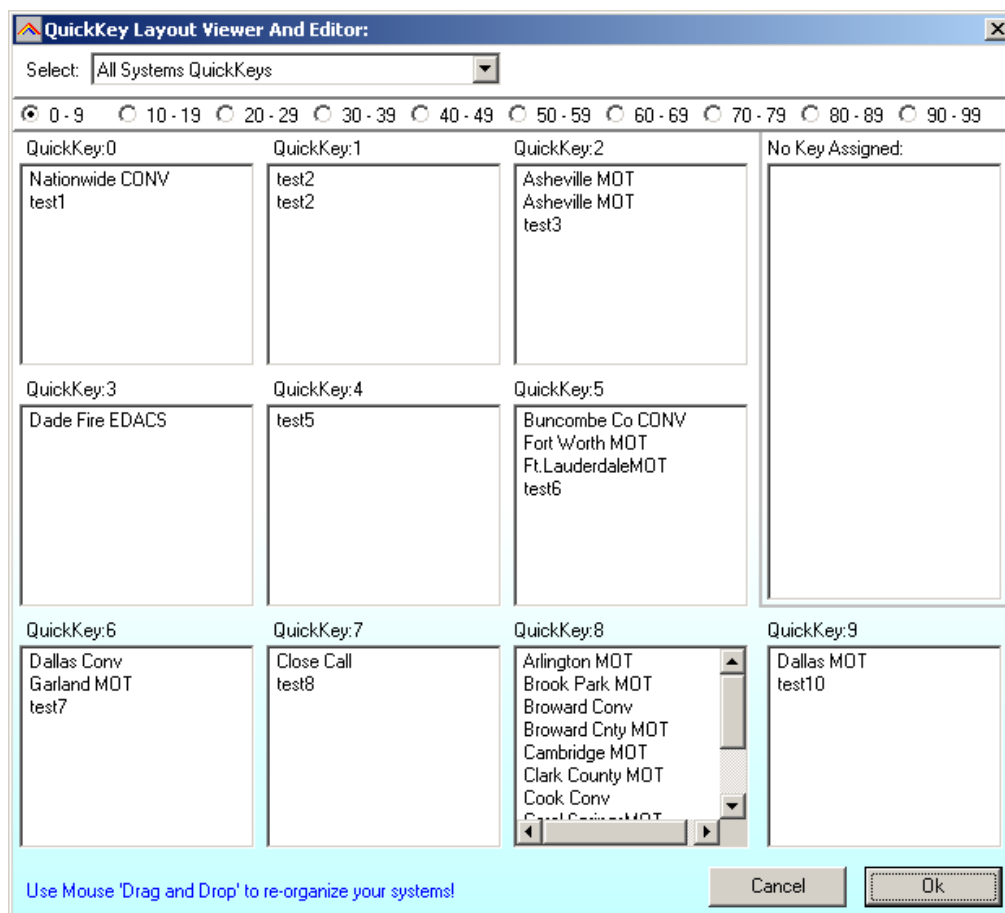 QuickKey Layout Viewer And Editor:
Select: All Systems QuickKeys
0 - 9 10 - 19 20 - 29 30 - 39 40 - 49 50 - 59 60 - 69 70 - 79 80 - 89 90 - 99
QuickKey:0
Nationwide CONV
test1
QuickKey:1
test2
test2
QuickKey:2
Asheville MOT
Asheville MOT
test3
No Key Assigned:
QuickKey:3
Dade Fire EDACS
QuickKey:4
test5
QuickKey:5
Buncombe Co CONV
Fort Worth MOT
Ft.LauderdaleMOT
test6
QuickKey:6
Dallas Conv
Garland MOT
test7
QuickKey:7
Close Call
test8
QuickKey:8
Arlington MOT
Brook Park MOT
Broward Conv
Broward Cnty MOT
Cambridge MOT
Clark County MOT
Cook Conv
QuickKey:9
Dallas MOT
test10
Use Mouse 'Drag and Drop' to re-organize your systems!
Cancel
Ok